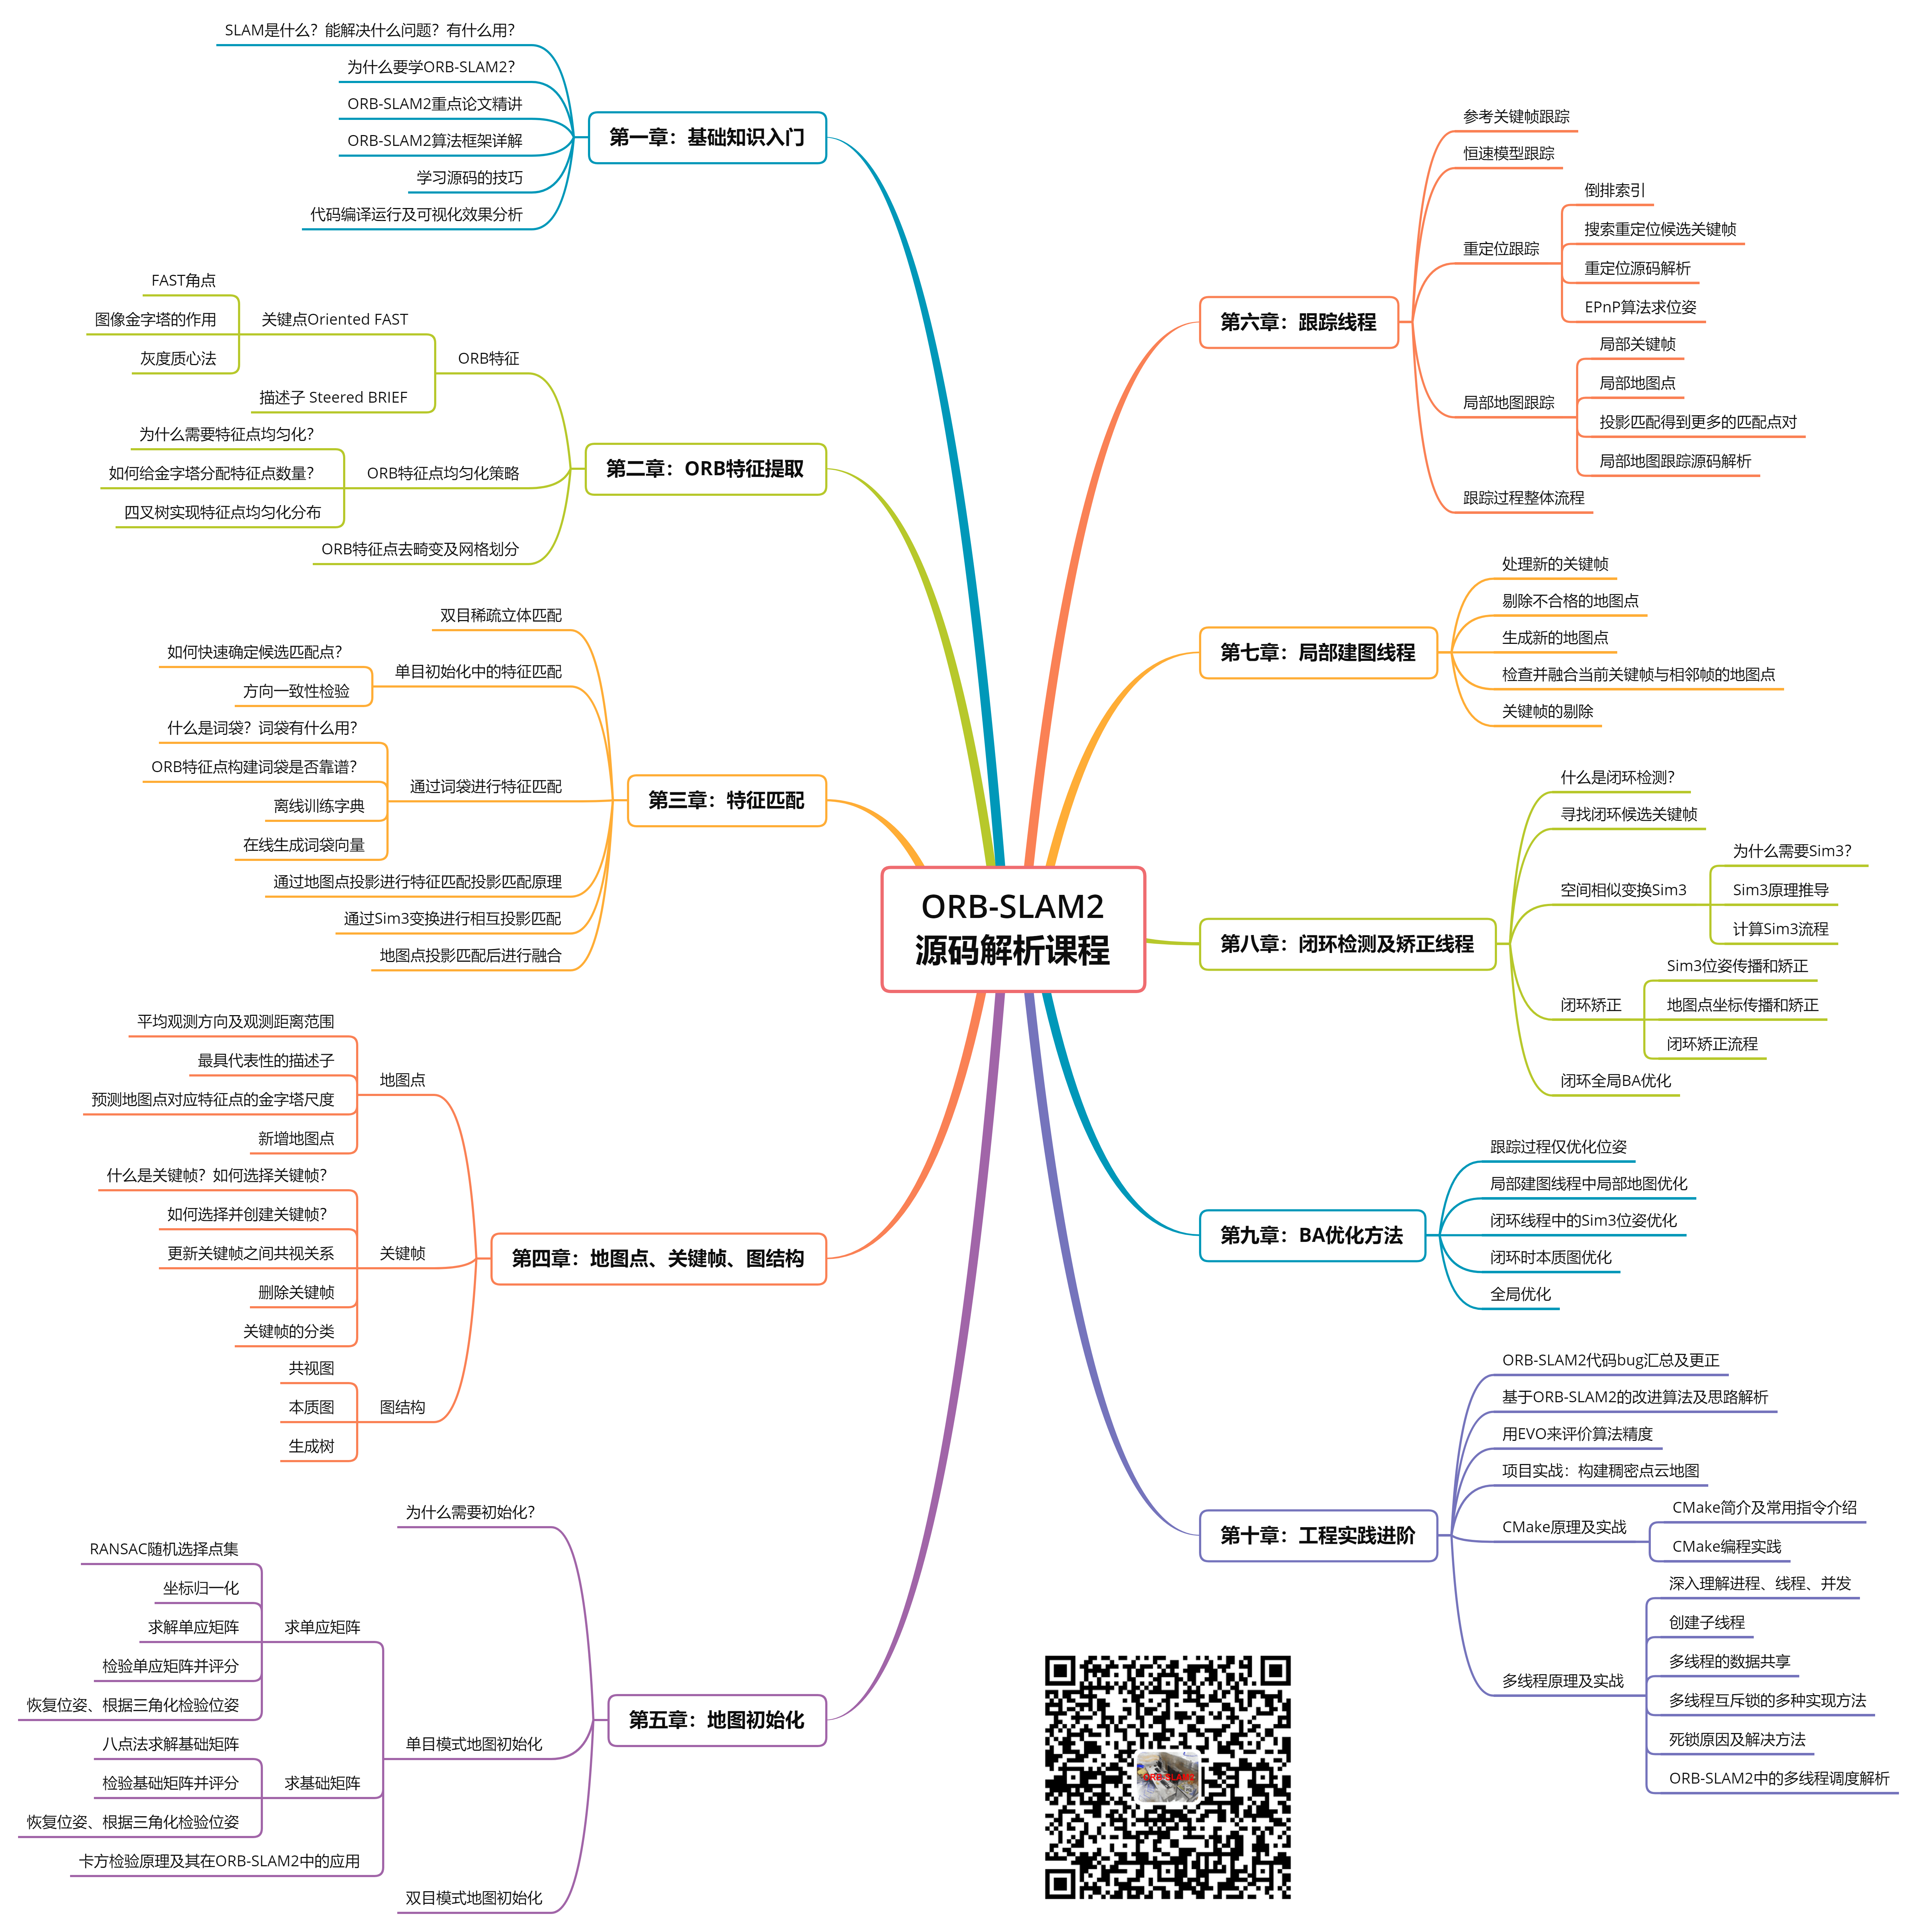 ORB-SLAM2
源码解析课程
第一章：基础知识入门
SLAM是什么？能解决什么问题？有什么用？
为什么要学ORB-SLAM2？
ORB-SLAM2重点论文精讲
ORB-SLAM2算法框架详解
学习源码的技巧
代码编译运行及可视化效果分析
第二章：ORB特征提取
ORB特征
关键点Oriented FAST
FAST角点
图像金字塔的作用
灰度质心法
描述子 Steered BRIEF
ORB特征点均匀化策略
为什么需要特征点均匀化？
如何给金字塔分配特征点数量？
四叉树实现特征点均匀化分布
ORB特征点去畸变及网格划分
第三章：特征匹配
双目稀疏立体匹配
单目初始化中的特征匹配
如何快速确定候选匹配点？
方向一致性检验
通过词袋进行特征匹配
什么是词袋？词袋有什么用？
ORB特征点构建词袋是否靠谱？
离线训练字典
在线生成词袋向量
通过地图点投影进行特征匹配投影匹配原理
通过Sim3变换进行相互投影匹配
地图点投影匹配后进行融合
第四章：地图点、关键帧、图结构
地图点
平均观测方向及观测距离范围
最具代表性的描述子
预测地图点对应特征点的金字塔尺度
新增地图点
关键帧
什么是关键帧？如何选择关键帧？
如何选择并创建关键帧？
更新关键帧之间共视关系
删除关键帧
关键帧的分类
图结构
共视图
本质图
生成树
第五章：地图初始化
为什么需要初始化？
单目模式地图初始化
求单应矩阵
RANSAC随机选择点集
坐标归一化
求解单应矩阵
检验单应矩阵并评分
恢复位姿、根据三角化检验位姿
求基础矩阵
八点法求解基础矩阵
检验基础矩阵并评分
恢复位姿、根据三角化检验位姿
卡方检验原理及其在ORB-SLAM2中的应用
双目模式地图初始化
第六章：跟踪线程
参考关键帧跟踪
恒速模型跟踪
重定位跟踪
倒排索引
搜索重定位候选关键帧
重定位源码解析
EPnP算法求位姿
局部地图跟踪
局部关键帧
局部地图点
投影匹配得到更多的匹配点对
局部地图跟踪源码解析
跟踪过程整体流程
第七章：局部建图线程
处理新的关键帧
剔除不合格的地图点
生成新的地图点
检查并融合当前关键帧与相邻帧的地图点
关键帧的剔除
第八章：闭环检测及矫正线程
什么是闭环检测？
寻找闭环候选关键帧
空间相似变换Sim3
为什么需要Sim3？
Sim3原理推导
计算Sim3流程
闭环矫正
Sim3位姿传播和矫正
地图点坐标传播和矫正
闭环矫正流程
闭环全局BA优化
第九章：BA优化方法
跟踪过程仅优化位姿
局部建图线程中局部地图优化
闭环线程中的Sim3位姿优化
闭环时本质图优化
全局优化
第十章：工程实践进阶
ORB-SLAM2代码bug汇总及更正
基于ORB-SLAM2的改进算法及思路解析
用EVO来评价算法精度
项目实战：构建稠密点云地图
CMake原理及实战
CMake简介及常用指令介绍
CMake编程实践
多线程原理及实战
深入理解进程、线程、并发
创建子线程
多线程的数据共享
多线程互斥锁的多种实现方法
死锁原因及解决方法
ORB-SLAM2中的多线程调度解析
ORB-SLAM2